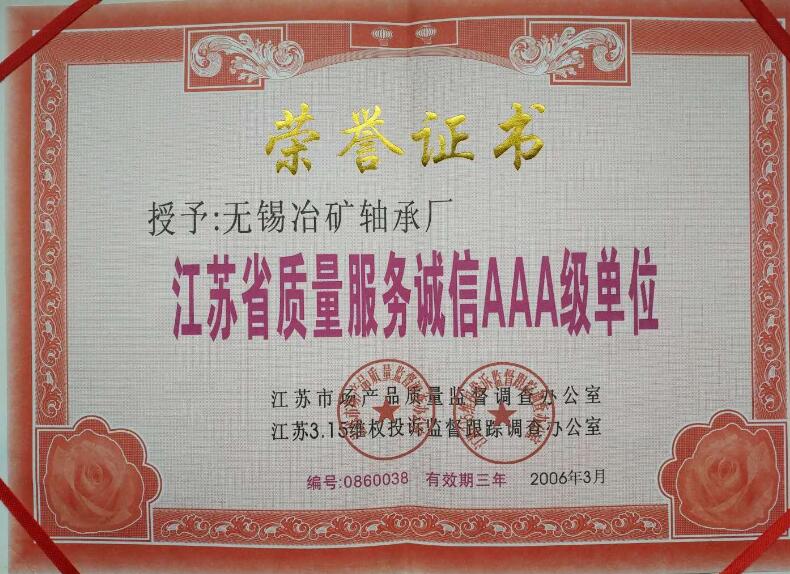 荣誉证书
授予:无锡冶矿轴承厂
江苏省质量服务诚信AAA级单位
江苏市场产品质量监督调查办公室
江苏3.15维权投诉监督跟踪调查办公室
编号:0860038 有效期三年 2006年3月